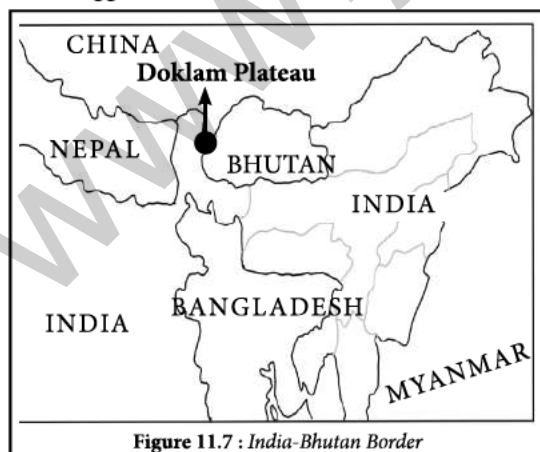 CHINA
Doklam Plateau
NEPAL
BHUTAN
INDIA
BANGLADESH
INDIA
MYANMAR
Figure 11.7 : India-Bhutan Border